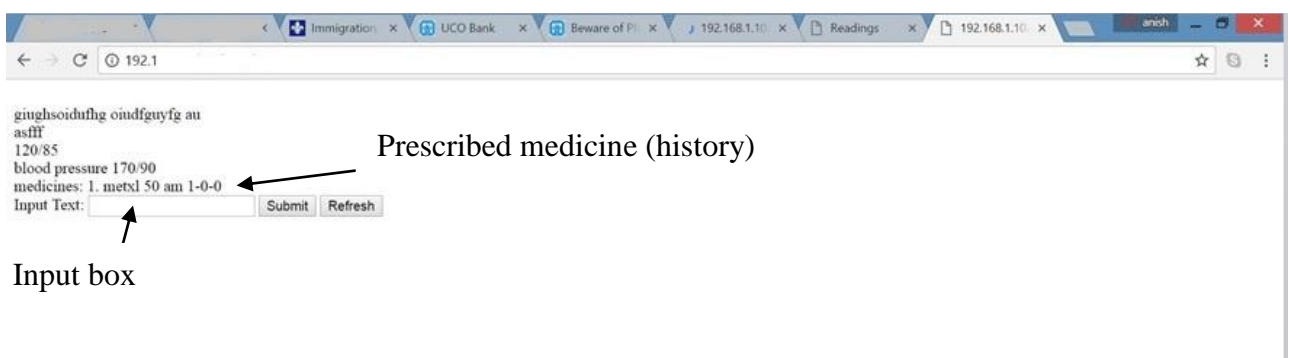 Immigration
UCO Bank
Beware of Pl
192.168.1.10
Readings
192.168.1.10
anish
192.1
giughsoidufhg oiudfguyfg au
asfff
120/85
blood pressure 170/90
medicines: 1. metxl 50 am 1-0-0
Prescribed medicine (history)
Input Text: Submit Refresh
Input box